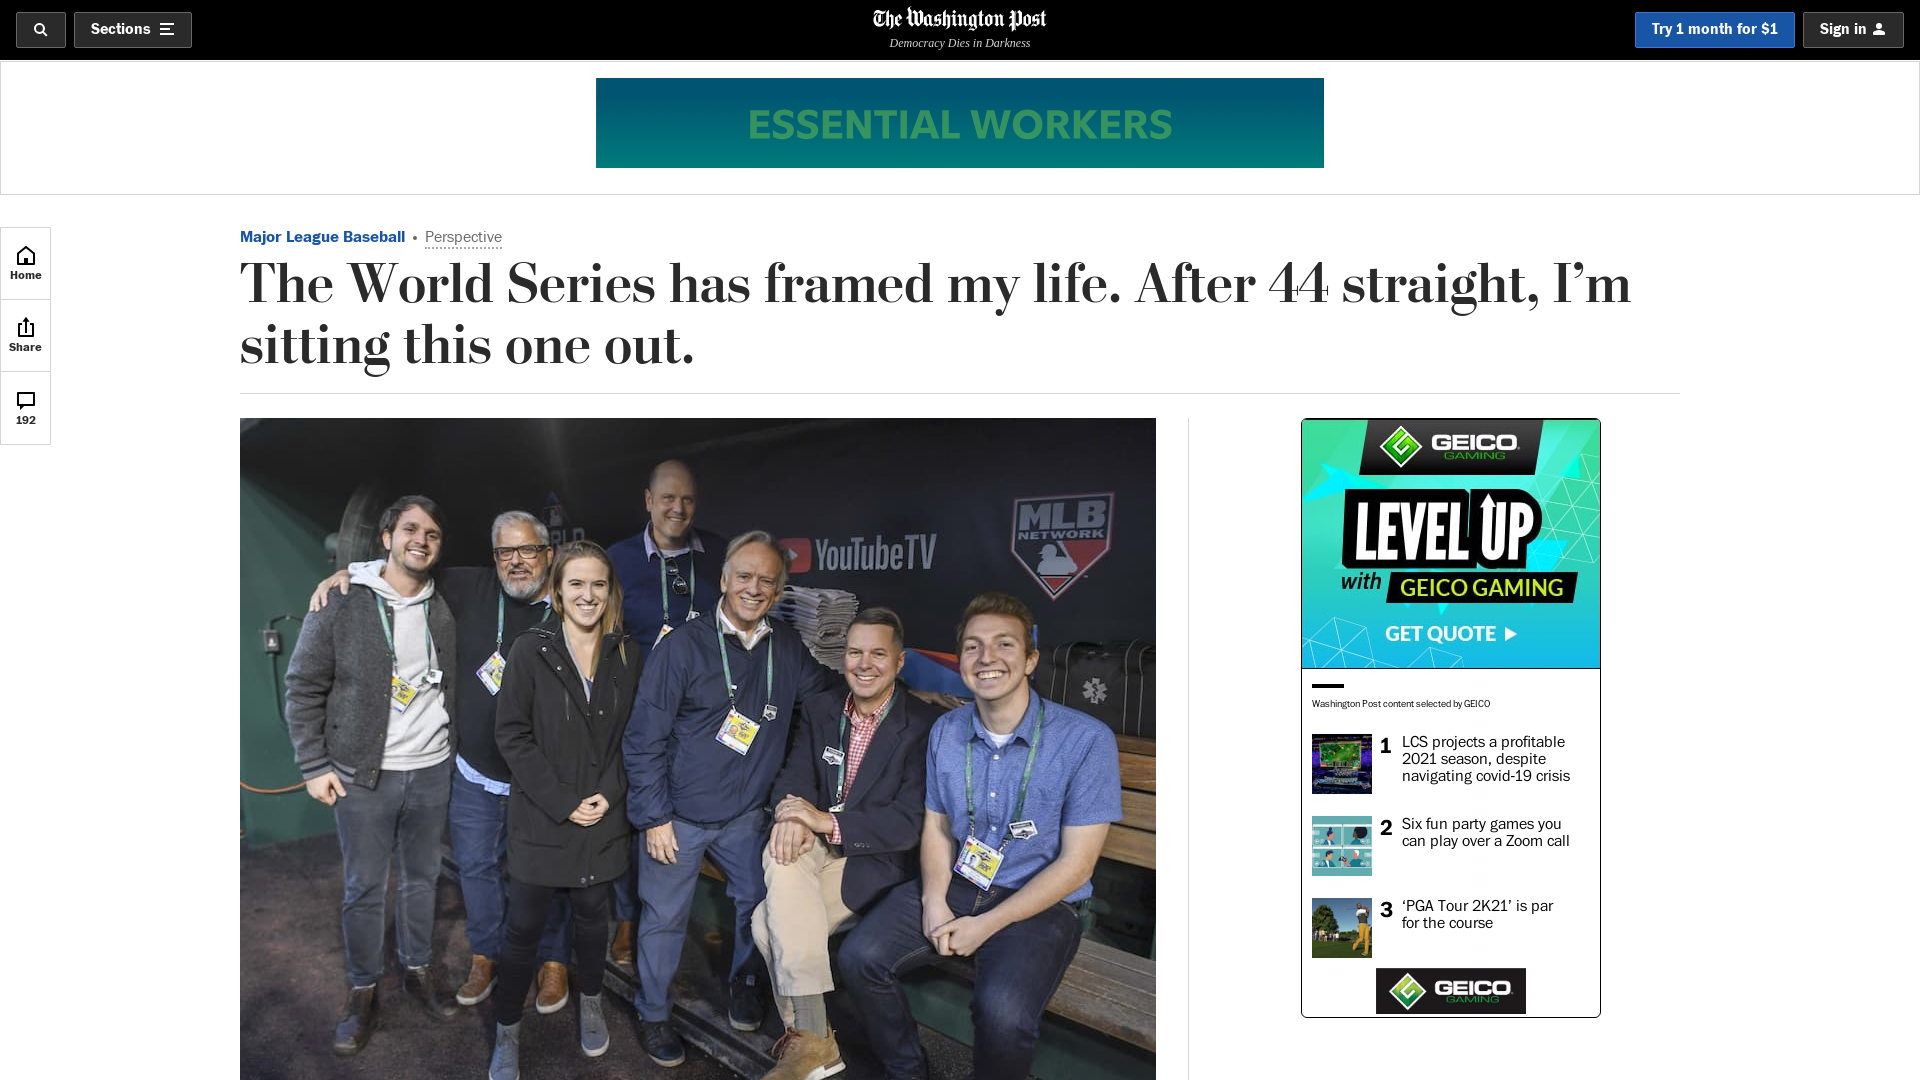 Sections
The Washington Post
Democracy Dies in Darkness
Try 1 month for $1
Sign in
ESSENTIAL WORKERS
Home
Share
192
Major League Baseball • Perspective
The World Series has framed my life. After 44 straight, I’m
sitting this one out.
YouTubeTV
MLB
NETWORK
GEICO
GAMING
LEVEL UP
with GEICO GAMING
GET QUOTE
Washington Post content selected by GEICO
1 LCS projects a profitable
2021 season, despite
navigating covid-19 crisis
2 Six fun party games you
can play over a Zoom call
3 ‘PGA Tour 2K21’ is par
for the course
GEICO
GAMING